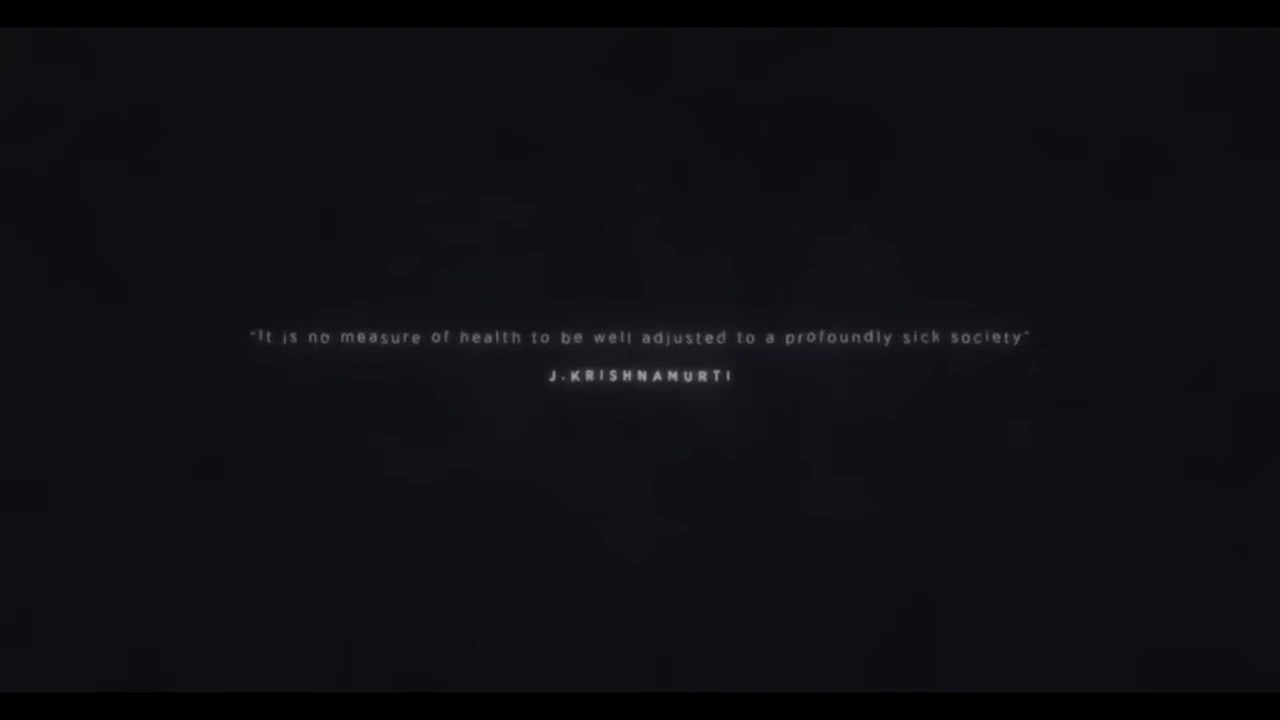 "It is no measure of health to be well adjusted to a profoundly sick society"
J.KRISHNAMURTI